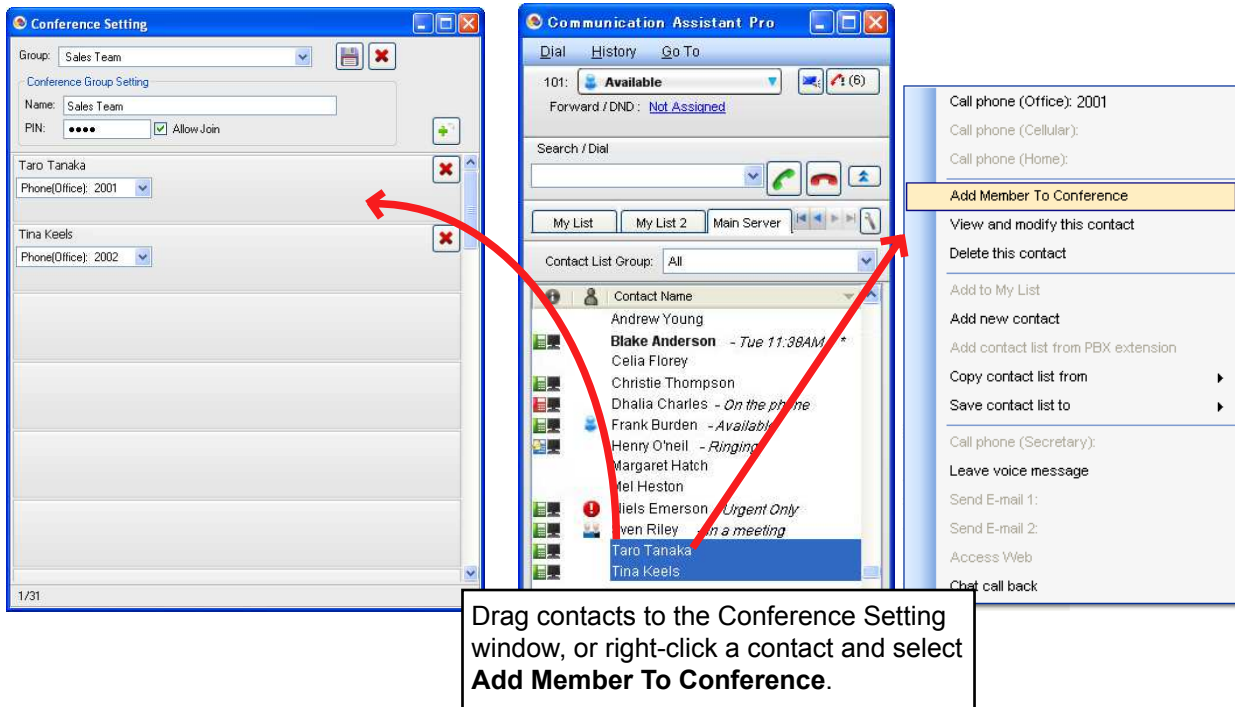 Conference Setting
Group: Sales Team
Conference Group Setting
Name: Sales Team
PIN: ●●●● Allow Join
Taro Tanaka
Phone(Office): 2001
Tina Keels
Phone(Office): 2002
1/31
Communication Assistant Pro
Dial History Go To
101: Available (6)
Forward / DND : Not Assigned
Search / Dial
My List My List 2 Main Server
Contact List Group: All
Contact Name
Andrew Young
Blake Anderson - Tue 11:39AM *
Celia Florey
Christie Thompson
Dhalia Charles - On the phone
Frank Burden - Available
Henry O'neil - Ringing
Margaret Hatch
Mel Heston
Niels Emerson - Urgent Only
Sven Riley - In a meeting
Taro Tanaka
Tina Keels
Call phone (Office): 2001
Call phone (Cellular):
Call phone (Home):
Add Member To Conference
View and modify this contact
Delete this contact
Add to My List
Add new contact
Add contact list from PBX extension
Copy contact list from
Save contact list to
Call phone (Secretary):
Leave voice message
Send E-mail 1:
Send E-mail 2:
Access Web
Chat call back
Drag contacts to the Conference Setting
window, or right-click a contact and select
Add Member To Conference.